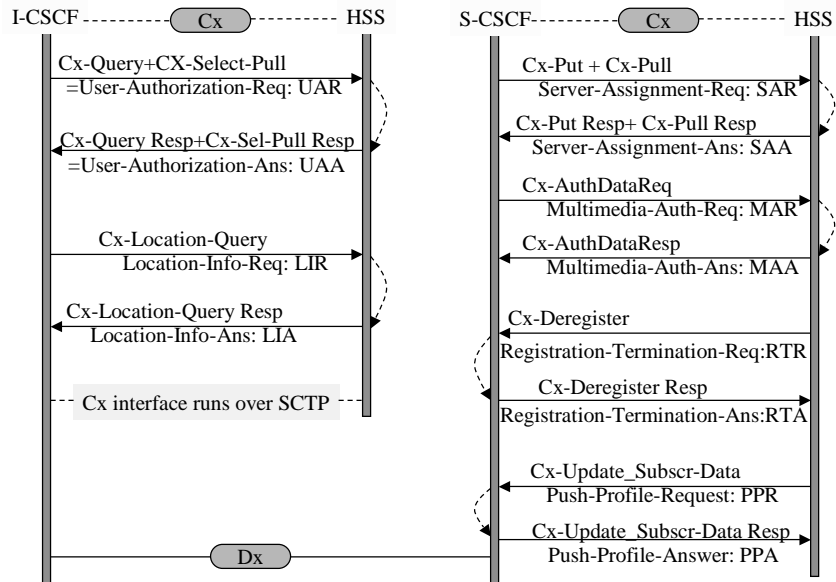 I-CSCF
Cx
HSS
Cx-Query+CX-Select-Pull
=User-Authorization-Req: UAR
Cx-Query Resp+Cx-Sel-Pull Resp
=User-Authorization-Ans: UAA
Cx-Location-Query
Location-Info-Req: LIR
Cx-Location-Query Resp
Location-Info-Ans: LIA
Cx interface runs over SCTP
S-CSCF
Cx
HSS
Cx-Put + Cx-Pull
Server-Assignment-Req: SAR
Cx-Put Resp+ Cx-Pull Resp
Server-Assignment-Ans: SAA
Cx-AuthDataReq
Multimedia-Auth-Req: MAR
Cx-AuthDataResp
Multimedia-Auth-Ans: MAA
Cx-Deregister
Registration-Termination-Req:RTR
Cx-Deregister Resp
Registration-Termination-Ans:RTA
Cx-Update_Subscr-Data
Push-Profile-Request: PPR
Cx-Update_Subscr-Data Resp
Push-Profile-Answer: PPA
Dx